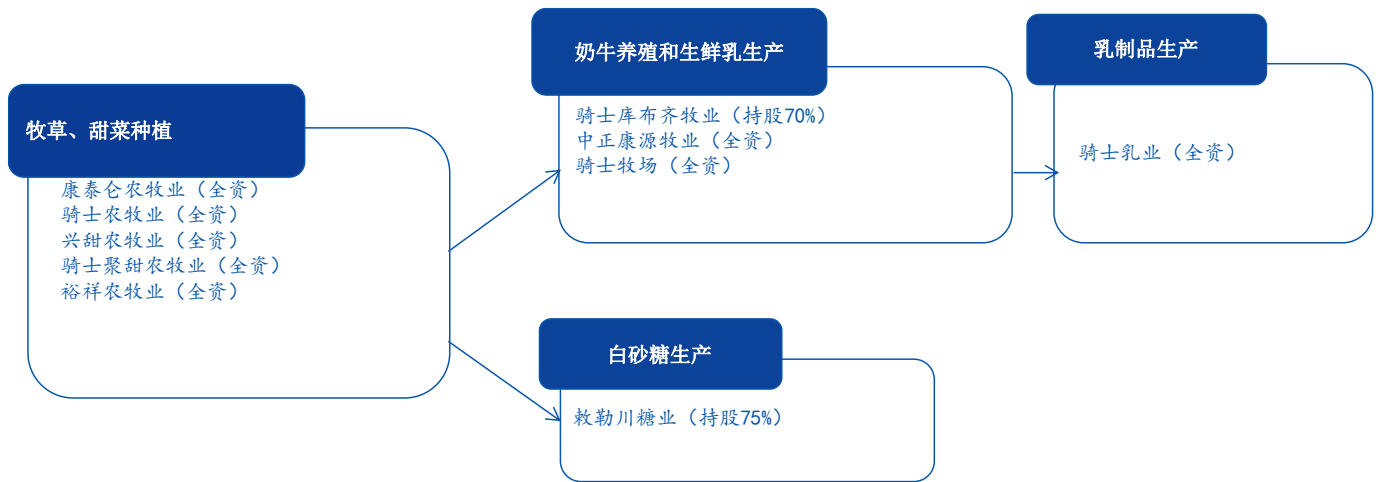 牧草、甜菜种植
康泰仑农牧业（全资）
骑士农牧业（全资）
兴甜农牧业（全资）
骑士聚甜农牧业（全资）
裕祥农牧业（全资）
奶牛养殖和生鲜乳生产
骑士库布齐牧业（持股70%）
中正康源牧业（全资）
骑士牧场（全资）
乳制品生产
骑士乳业（全资）
白砂糖生产
敕勒川糖业（持股75%）